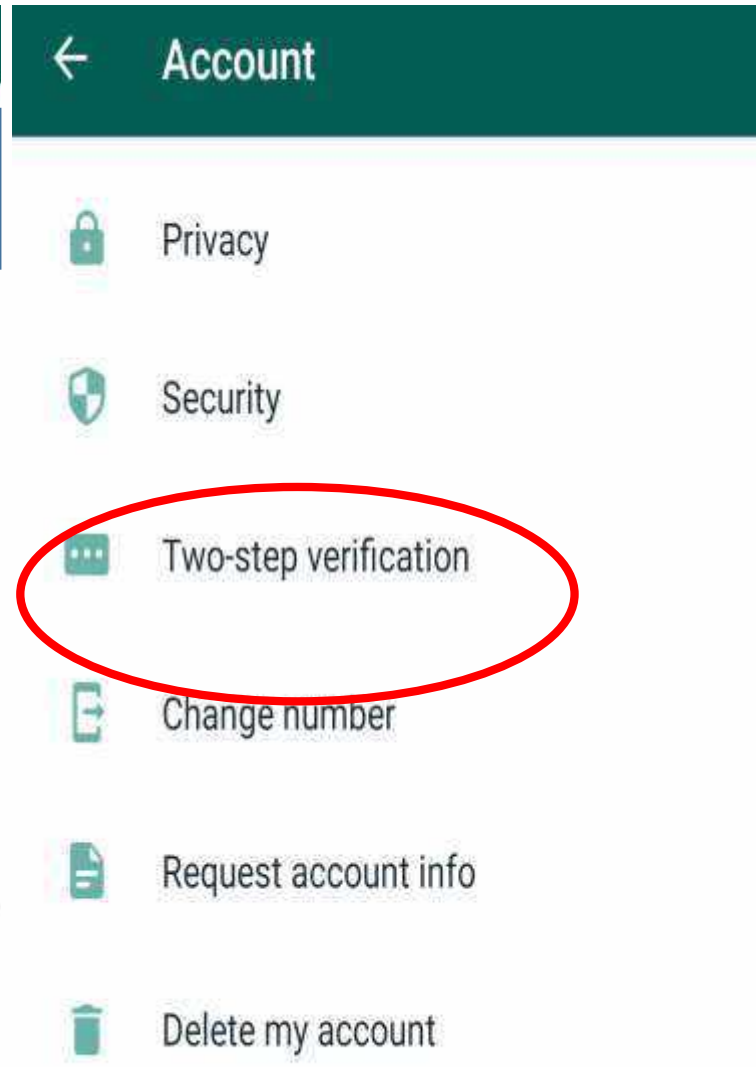 Account
Privacy
Security
Two-step verification
Change number
Request account info
Delete my account